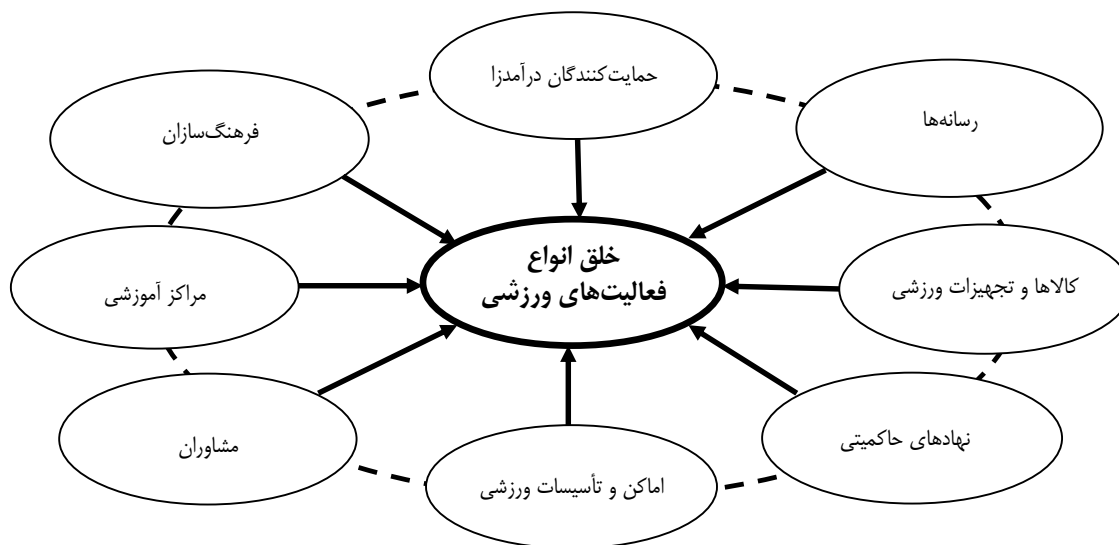 حمایت‌کنندگان درآمدزا
رسانه‌ها
فرهنگ‌سازان
خلق انواع
فعالیت‌های ورزشی
کالاها و تجهیزات ورزشی
مراکز آموزشی
نهادهای حاکمیتی
مشاوران
اماکن و تأسیسات ورزشی